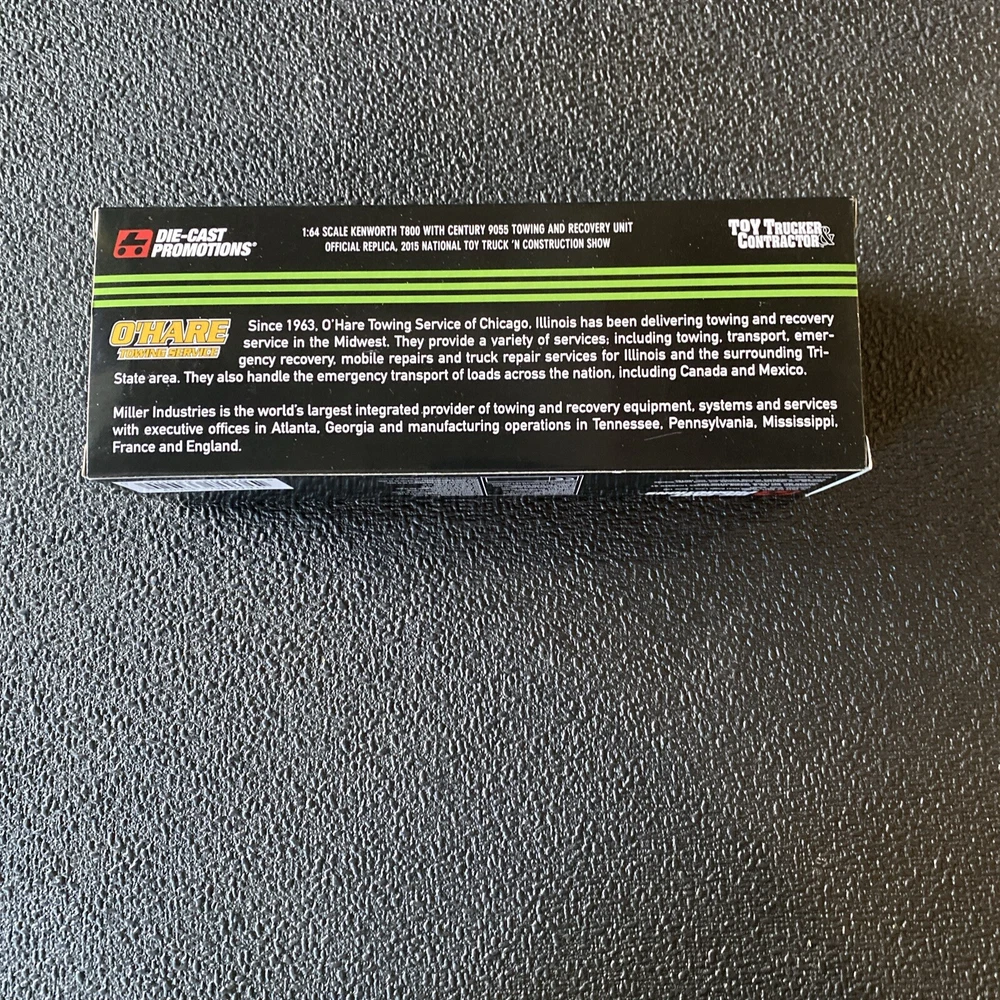 DIE-CAST
PROMOTIONS®
1:64 SCALE KENWORTH T800 WITH CENTURY 9055 TOWING AND RECOVERY UNIT
OFFICIAL REPLICA, 2015 NATIONAL TOY TRUCK 'N CONSTRUCTION SHOW
TOY TRUCKER &
CONTRACTOR
O'HARE
TOWING SERVICE
Since 1963, O'Hare Towing Service of Chicago, Illinois has been delivering towing and recovery
service in the Midwest. They provide a variety of services; including towing, transport, emer-
gency recovery, mobile repairs and truck repair services for Illinois and the surrounding Tri-
State area. They also handle the emergency transport of loads across the nation, including Canada and Mexico.
Miller Industries is the world's largest integrated provider of towing and recovery equipment, systems and services
with executive offices in Atlanta, Georgia and manufacturing operations in Tennessee, Pennsylvania, Mississippi,
France and England.